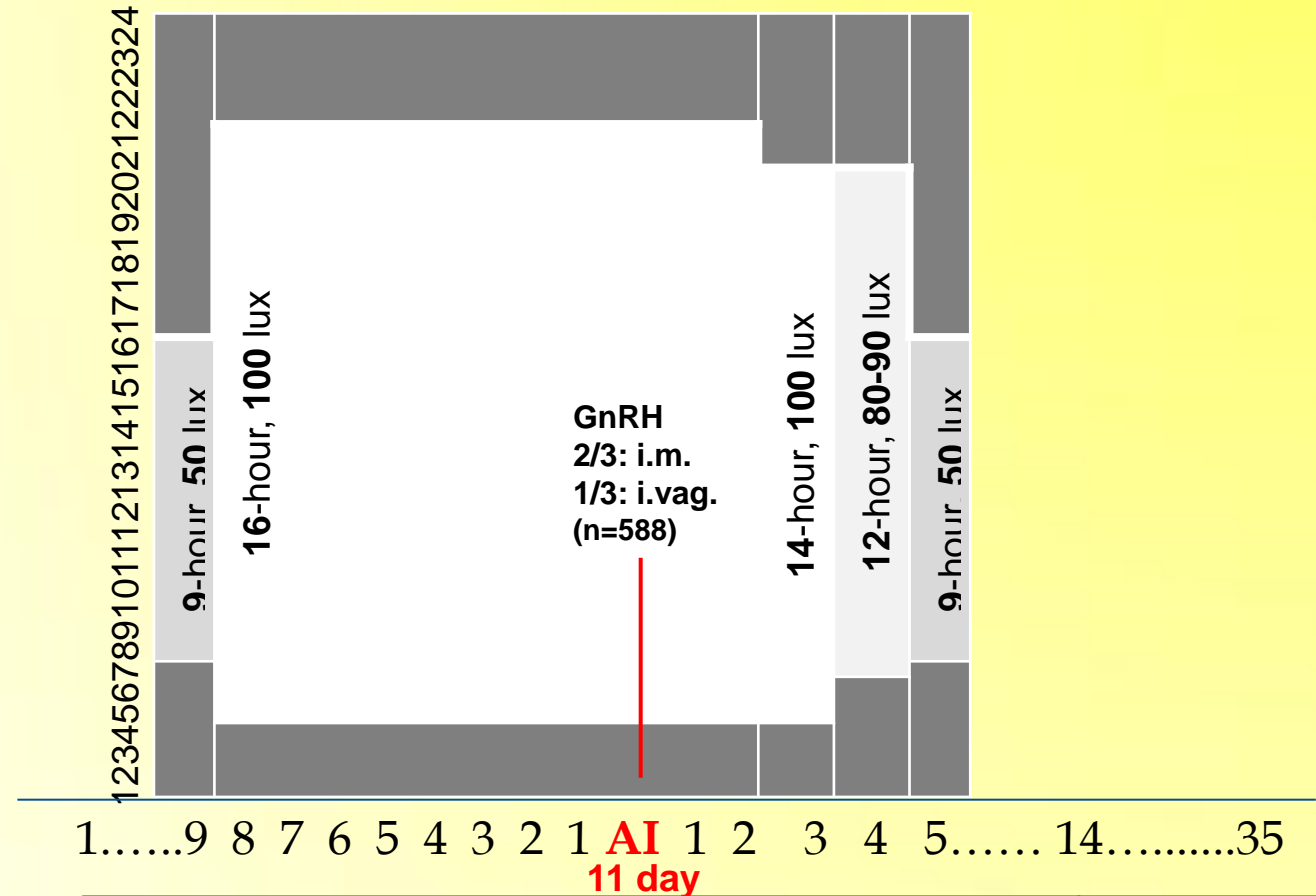 123456789101112131415161718192021222324
9-hour, 50 lux
16-hour, 100 lux
GnRH
2/3: i.m.
1/3: i.vag.
(n=588)
14-hour, 100 lux
12-hour, 80-90 lux
9-hour, 50 lux
1…...9 8 7 6 5 4 3 2 1 AI 1 2 3 4 5…… 14….......35
11 day